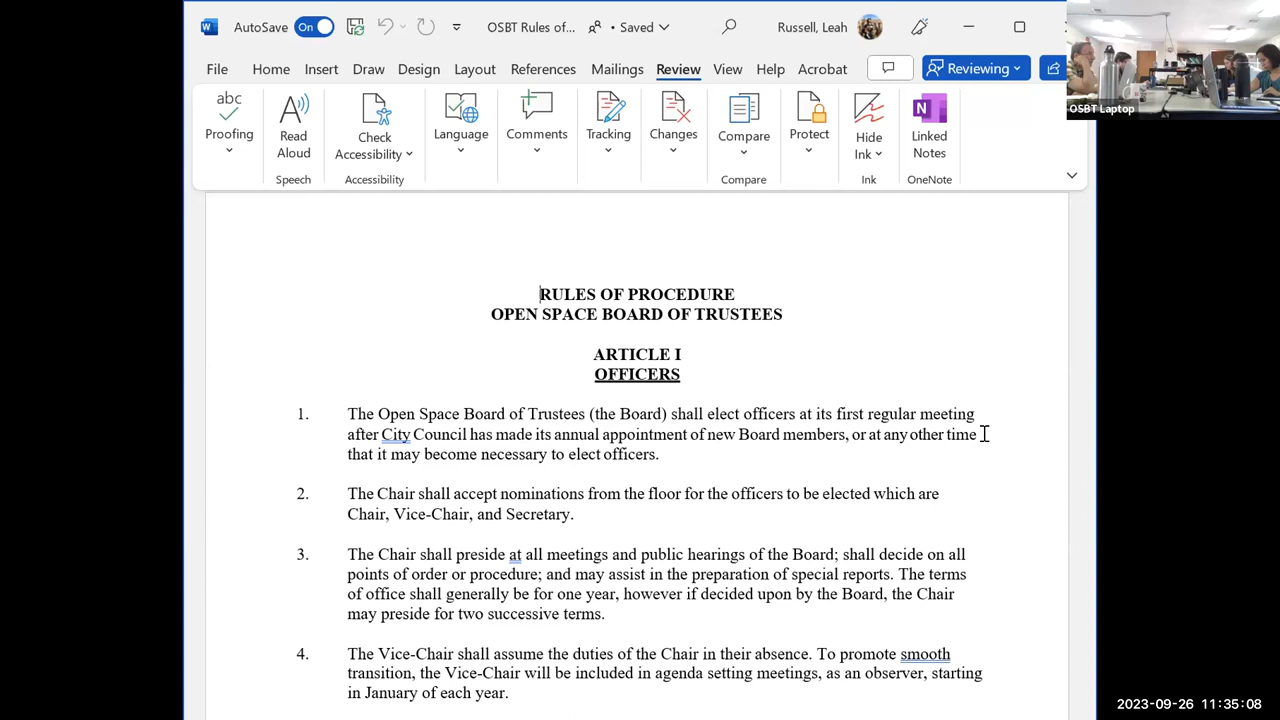 AutoSave On OSBT Rules of... • Saved Russell, Leah
File Home Insert Draw Design Layout References Mailings Review View Help Acrobat Reviewing
abc
Proofing Read Aloud Check Accessibility Language Comments Tracking Changes Compare Protect Hide Ink Linked Notes
Speech Accessibility Compare Ink OneNote
OSBT Laptop
RULES OF PROCEDURE
OPEN SPACE BOARD OF TRUSTEES
ARTICLE I
OFFICERS
1. The Open Space Board of Trustees (the Board) shall elect officers at its first regular meeting
after City Council has made its annual appointment of new Board members, or at any other time
that it may become necessary to elect officers.
2. The Chair shall accept nominations from the floor for the officers to be elected which are
Chair, Vice-Chair, and Secretary.
3. The Chair shall preside at all meetings and public hearings of the Board; shall decide on all
points of order or procedure; and may assist in the preparation of special reports. The terms
of office shall generally be for one year, however if decided upon by the Board, the Chair
may preside for two successive terms.
4. The Vice-Chair shall assume the duties of the Chair in their absence. To promote smooth
transition, the Vice-Chair will be included in agenda setting meetings, as an observer, starting
in January of each year.
2023-09-26 11:35:08